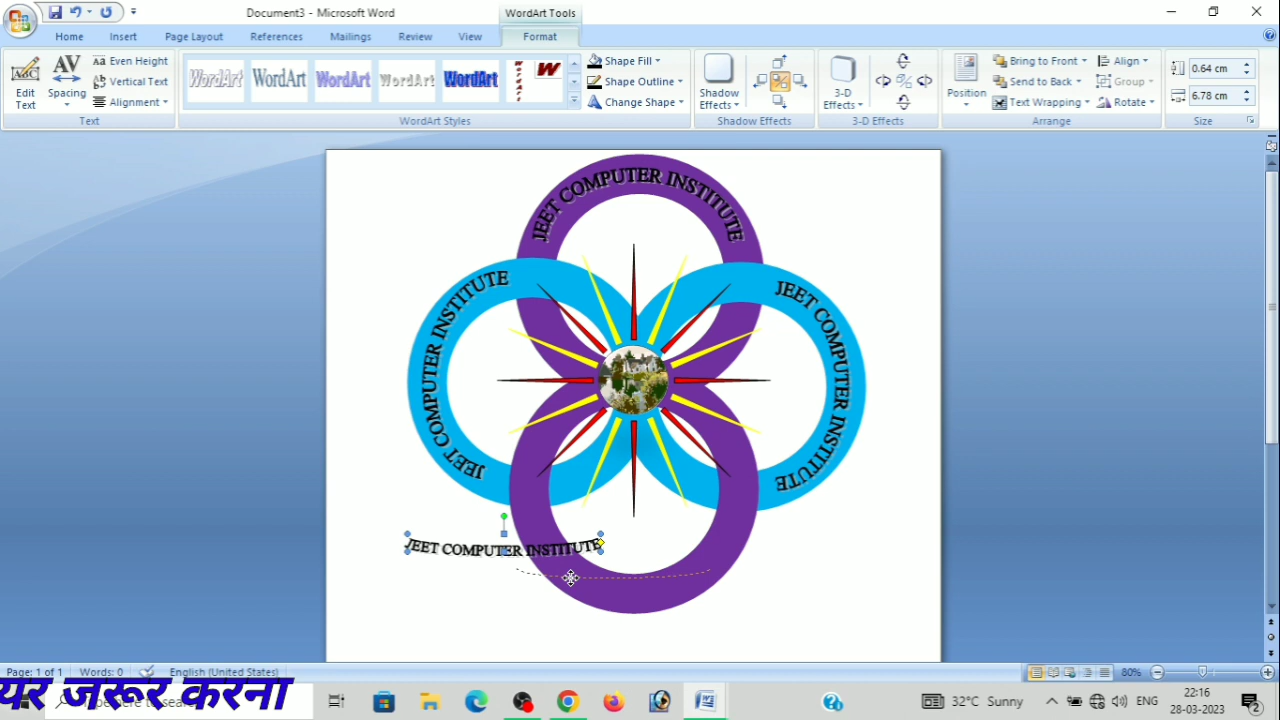 Document3 - Microsoft Word
WordArt Tools
Home
Insert
Page Layout
References
Mailings
Review
View
Format
Edit Text
Spacing
Even Height
Vertical Text
Alignment
Text
WordArt
WordArt
WordArt
WordArt
WordArt
WordArt
W
WordArt Styles
Shape Fill
Shape Outline
Change Shape
Shadow Effects
Shadow Effects
3-D Effects
3-D Effects
Position
Bring to Front
Send to Back
Text Wrapping
Align
Group
Rotate
Arrange
0.64 cm
6.78 cm
Size
JEET COMPUTER INSTITUTE
JEET COMPUTER INSTITUTE
JEET COMPUTER INSTITUTE
JEET COMPUTER INSTITUTE
Page: 1 of 1
Words: 0
English (United States)
80%
यर जरूर करना
32°C Sunny
ENG
22:16
28-03-2023
2